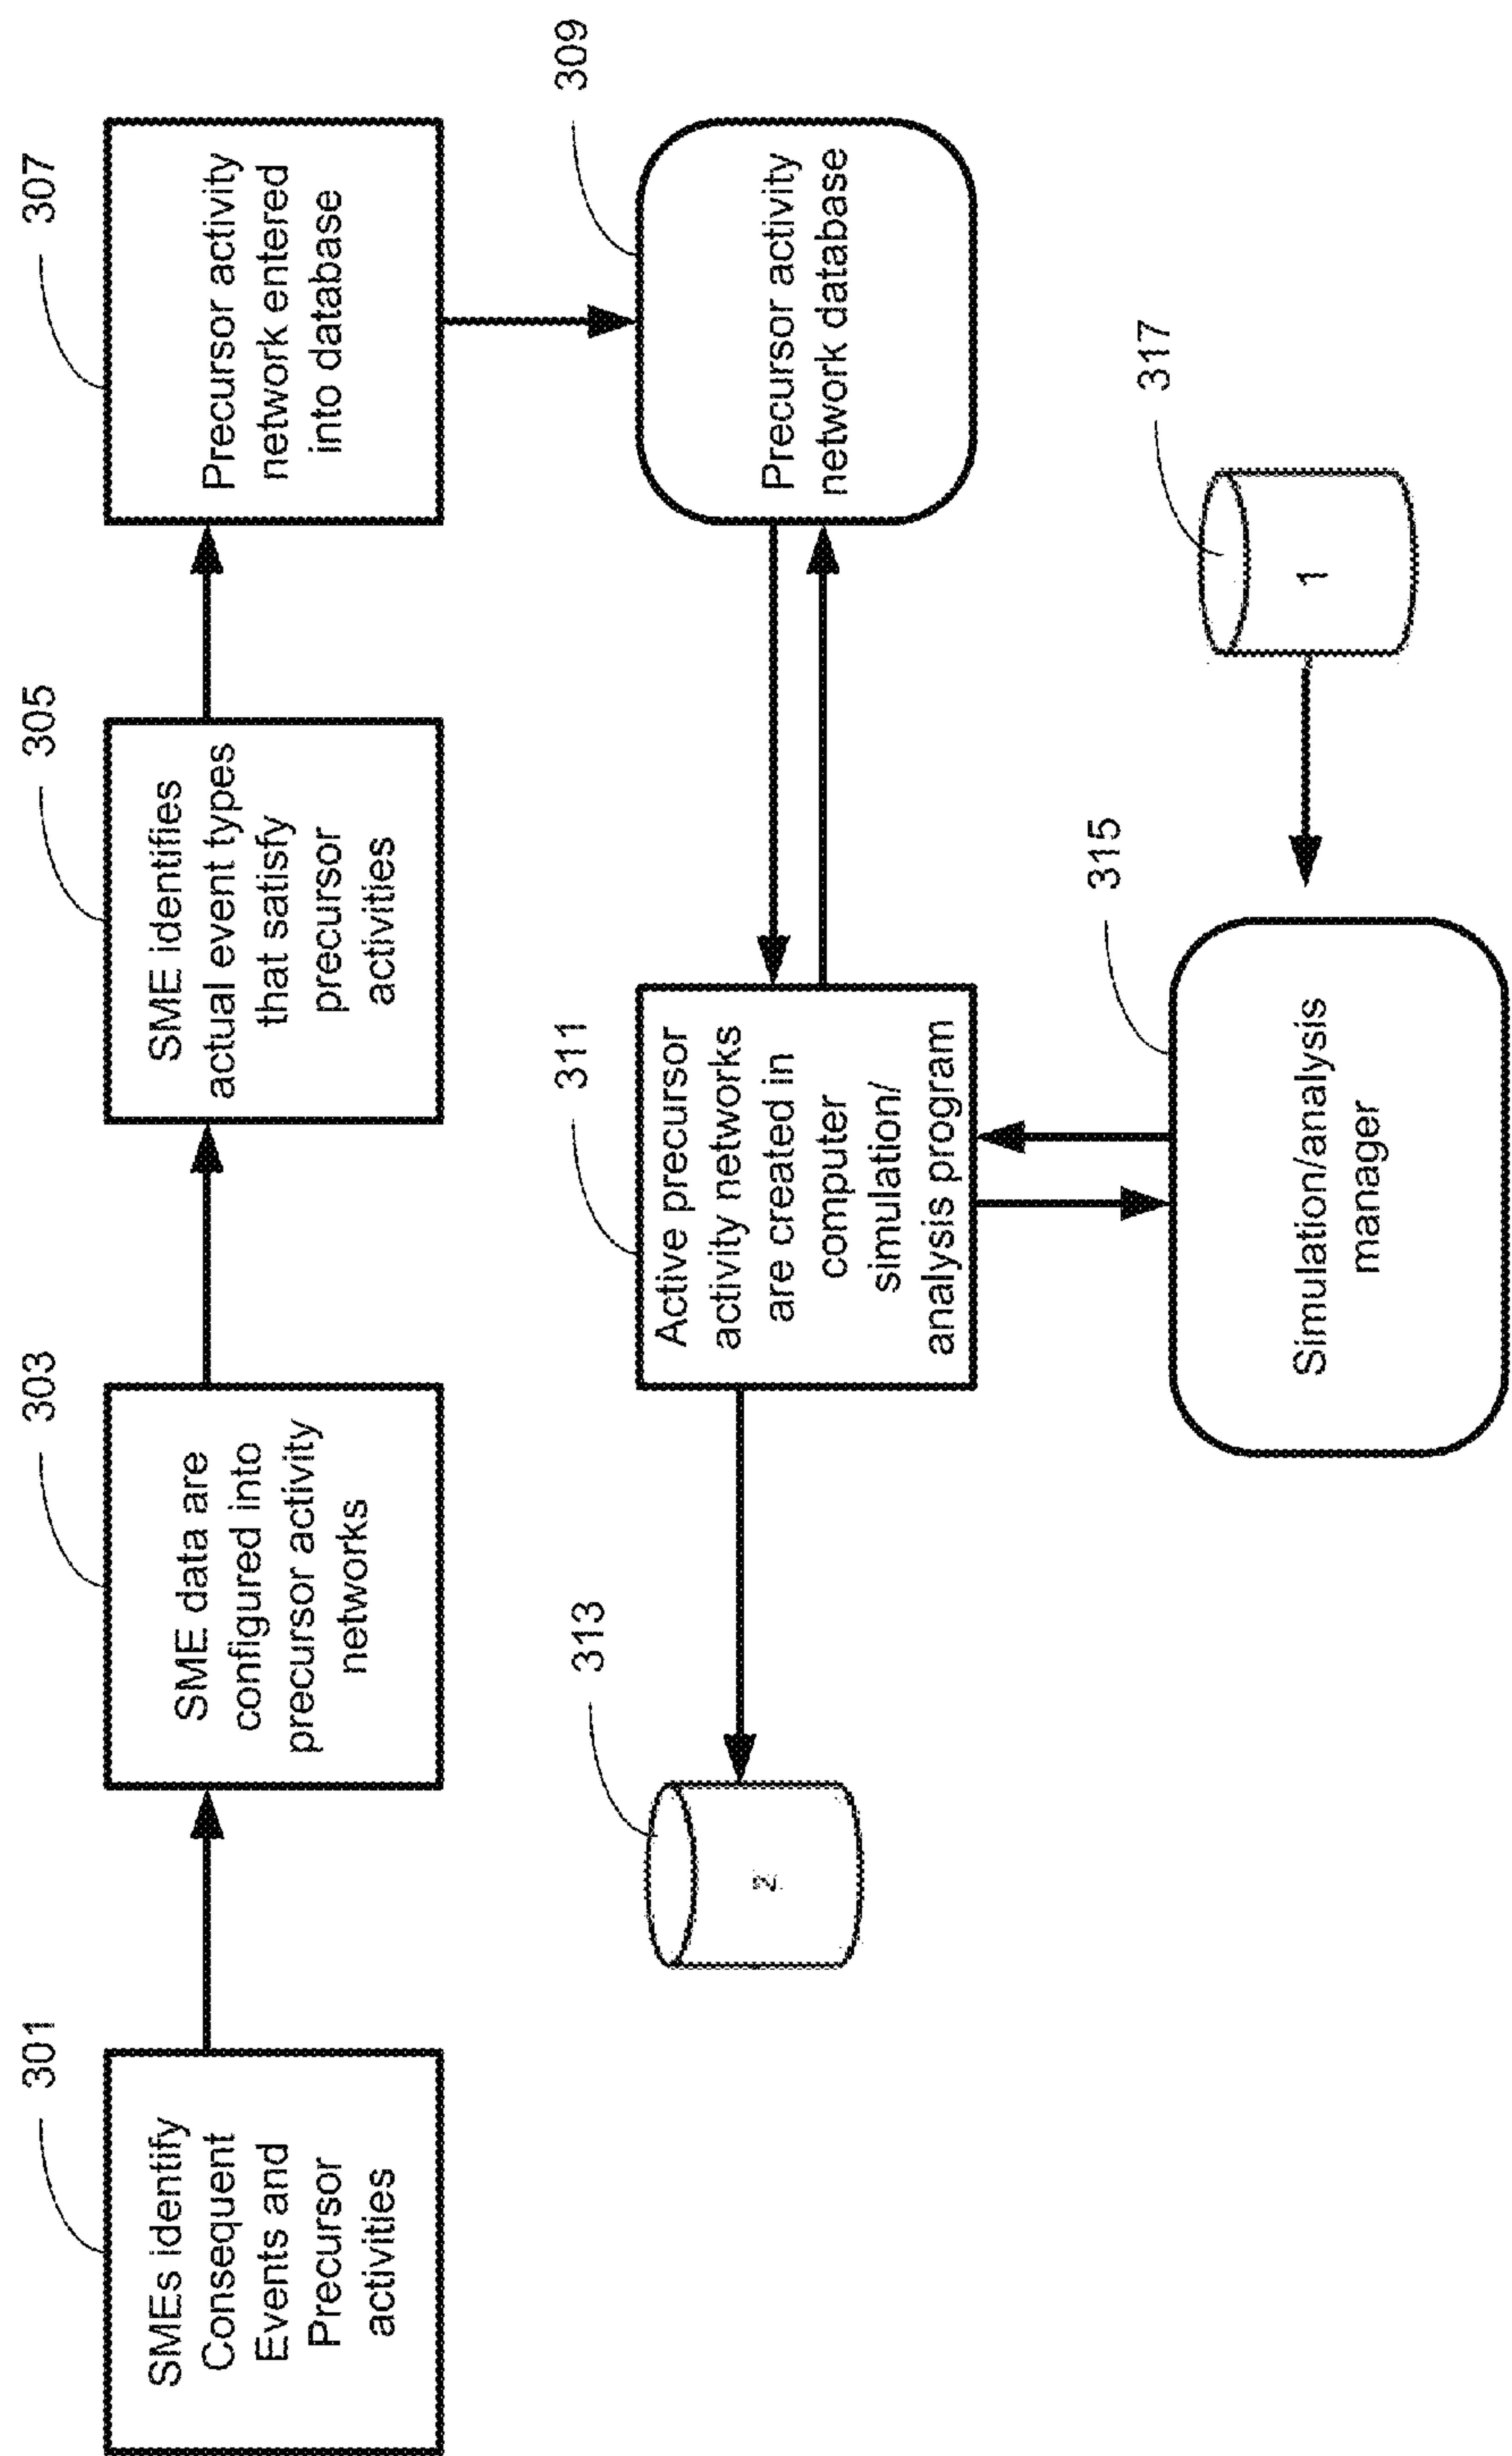 301
SMEs identify
Consequent
Events and
Precursor
activities
303
SME data are
configured into
precursor activity
networks
305
SME identifies
actual event types
that satisfy
precursor
activities
307
Precursor activity
network entered
into database
309
Precursor activity
network database
311
Active precursor
activity networks
are created in
computer
simulation/
analysis program
313
2
315
Simulation/analysis
manager
317
1